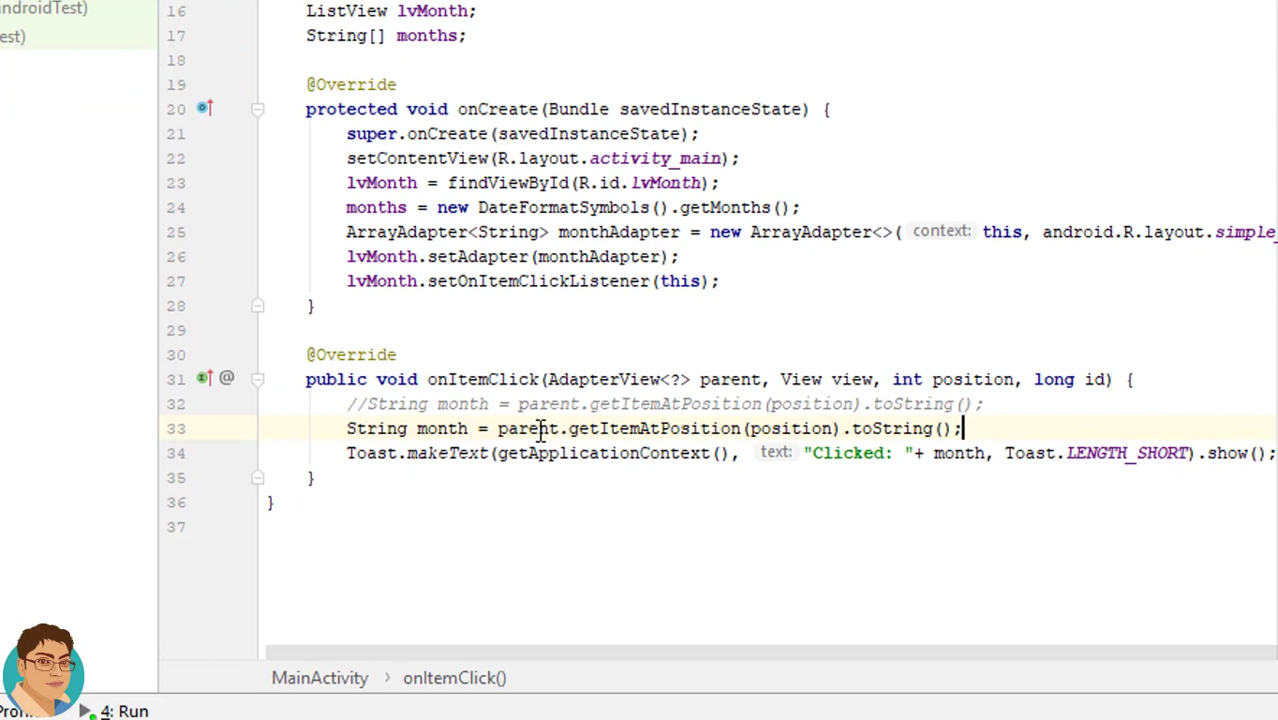 androidTest)
est)
16 ListView lvMonth;
17 String[] months;
18
19 @Override
20 protected void onCreate(Bundle savedInstanceState) {
21 super.onCreate(savedInstanceState);
22 setContentView(R.layout.activity_main);
23 lvMonth = findViewById(R.id.lvMonth);
24 months = new DateFormatSymbols().getMonths();
25 ArrayAdapter<String> monthAdapter = new ArrayAdapter<>( context: this, android.R.layout.simple_
26 lvMonth.setAdapter(monthAdapter);
27 lvMonth.setOnItemClickListener(this);
28 }
29
30 @Override
31 @ public void onItemClick(AdapterView<?> parent, View view, int position, long id) {
32 //String month = parent.getItemAtPosition(position).toString();
33 String month = parent.getItemAtPosition(position).toString();
34 Toast.makeText(getApplicationContext(), text: "Clicked: "+ month, Toast.LENGTH_SHORT).show();
35 }
36 }
37
MainActivity › onItemClick()
4: Run